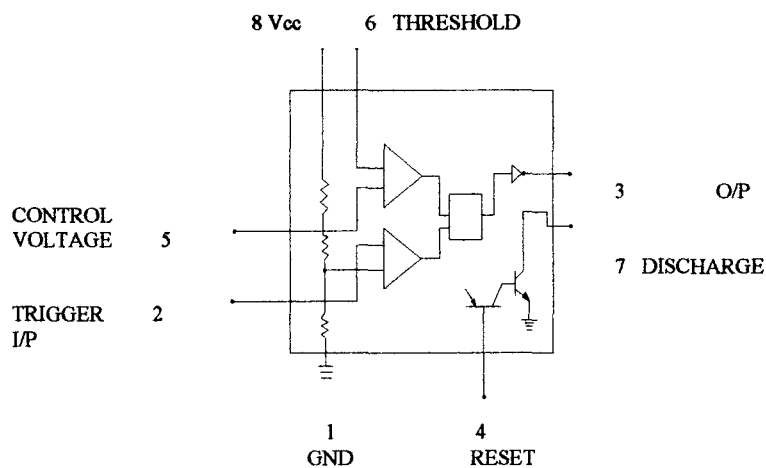 8 Vcc 6 THRESHOLD
3 O/P
CONTROL
VOLTAGE 5
7 DISCHARGE
TRIGGER 2
I/P
1 4
GND RESET